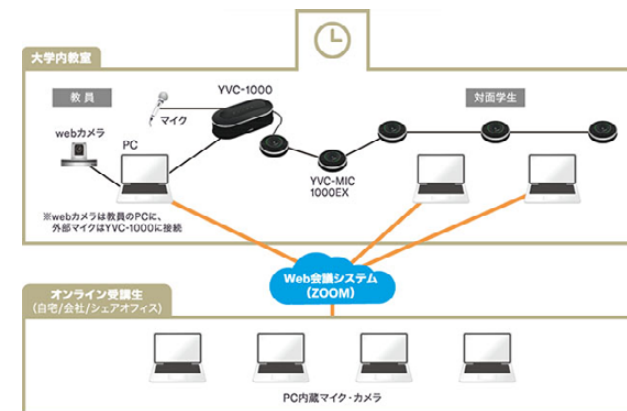 大学内教室
教員
YVC-1000
対面学生
マイク
webカメラ
PC
YVC-MIC
1000EX
※webカメラは教員のPCに、
外部マイクはYVC-1000に接続
Web会議システム
(ZOOM)
オンライン受講生
(自宅/会社/シェアオフィス)
PC内蔵マイク・カメラ